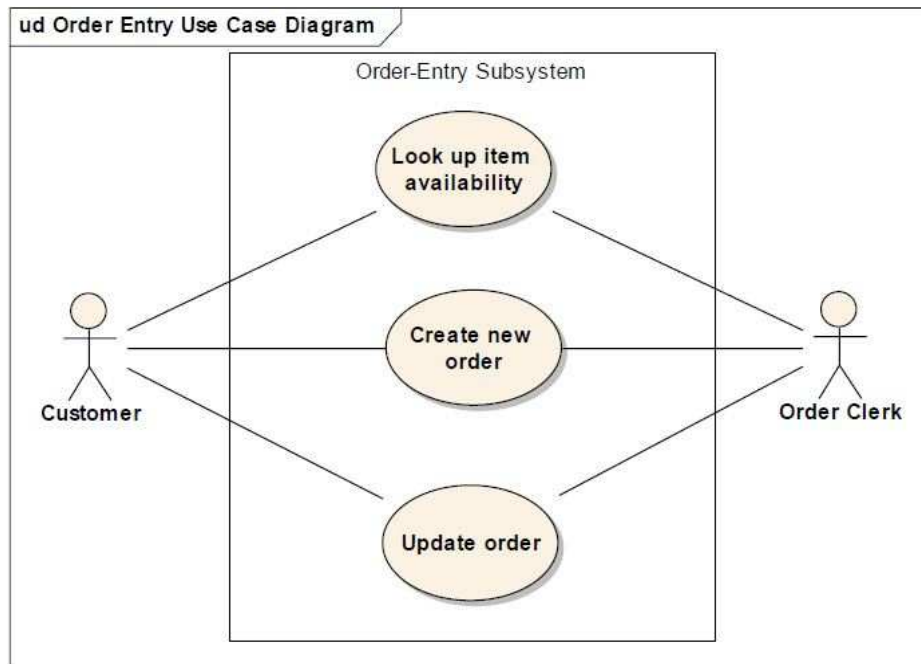 ud Order Entry Use Case Diagram
Order-Entry Subsystem
Look up item
availability
Create new
order
Customer
Order Clerk
Update order